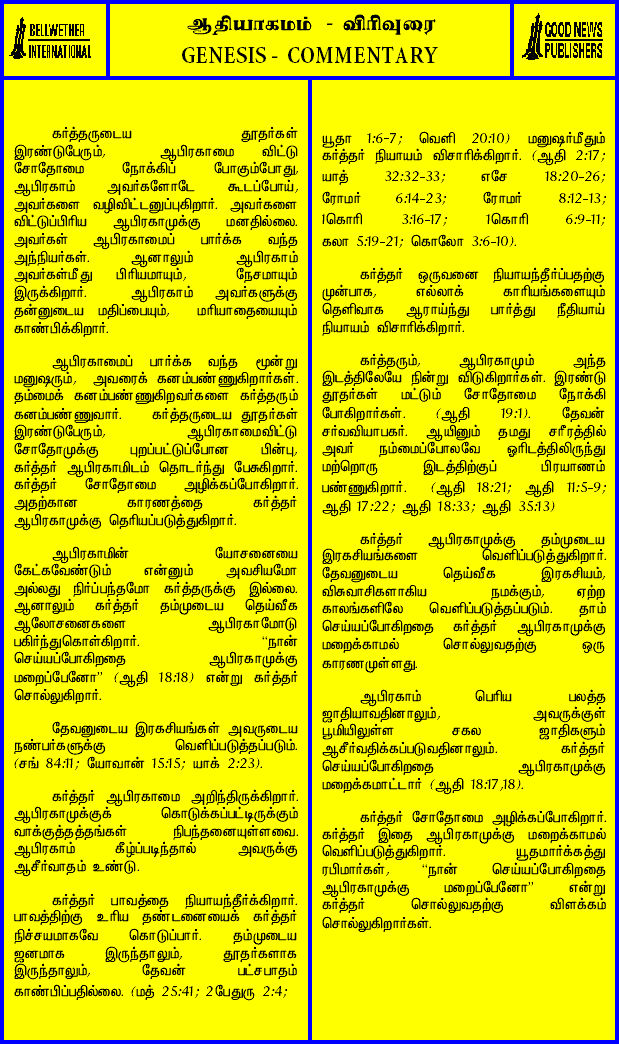 BELLWETHER
INTERNATIONAL
ஆதியாகமம் - விரிவுரை
GENESIS - COMMENTARY
GOOD NEWS
PUBLISHERS
கர்த்தருடைய தூதர்கள்
இரண்டுபேரும், ஆபிரகாமை விட்டு
சோதோமை நோக்கிப் போகும்போது,
ஆபிரகாம் அவர்களோடே கூடப்போய்,
அவர்களை வழிவிட்டனுப்புகிறார். அவர்களை
விட்டுப்பிரிய ஆபிரகாமுக்கு மனதில்லை.
அவர்கள் ஆபிரகாமைப் பார்க்க வந்த
அந்நியர்கள். ஆனாலும் ஆபிரகாம்
அவர்கள்மீது பிரியமாயும், நேசமாயும்
இருக்கிறார். ஆபிரகாம் அவர்களுக்கு
தன்னுடைய மதிப்பையும், மரியாதையையும்
காண்பிக்கிறார்.
ஆபிரகாமைப் பார்க்க வந்த மூன்று
மனுஷரும், அவரைக் கனம்பண்ணுகிறார்கள்.
தம்மைக் கனம்பண்ணுகிறவர்களை கர்த்தரும்
கனம்பண்ணுவார். கர்த்தருடைய தூதர்கள்
இரண்டுபேரும், ஆபிரகாமைவிட்டு
சோதோமுக்கு புறப்பட்டுப்போன பின்பு,
கர்த்தர் ஆபிரகாமிடம் தொடர்ந்து பேசுகிறார்.
கர்த்தர் சோதோமை அழிக்கப்போகிறார்.
அதற்கான காரணத்தை கர்த்தர்
ஆபிரகாமுக்கு தெரியப்படுத்துகிறார்.
ஆபிரகாமின் யோசனையை
கேட்கவேண்டும் என்னும் அவசியமோ
அல்லது நிர்ப்பந்தமோ கர்த்தருக்கு இல்லை.
ஆனாலும் கர்த்தர் தம்முடைய தெய்வீக
ஆலோசனைகளை ஆபிரகாமோடு
பகிர்ந்துகொள்கிறார். “நான்
செய்யப்போகிறதை ஆபிரகாமுக்கு
மறைப்பேனோ” (ஆதி 18:18) என்று கர்த்தர்
சொல்லுகிறார்.
தேவனுடைய இரகசியங்கள் அவருடைய
நண்பர்களுக்கு வெளிப்படுத்தப்படும்.
(சங் 84:11; யோவான் 15:15; யாக் 2:23).
கர்த்தர் ஆபிரகாமை அறிந்திருக்கிறார்.
ஆபிரகாமுக்குக் கொடுக்கப்பட்டிருக்கும்
வாக்குத்தத்தங்கள் நிபந்தனையுள்ளவை.
ஆபிரகாம் கீழ்ப்படிந்தால் அவருக்கு
ஆசீர்வாதம் உண்டு.
கர்த்தர் பாவத்தை நியாயந்தீர்க்கிறார்.
பாவத்திற்கு உரிய தண்டனையைக் கர்த்தர்
நிச்சயமாகவே கொடுப்பார். தம்முடைய
ஜனமாக இருந்தாலும், தூதர்களாக
இருந்தாலும், தேவன் பட்சபாதம்
காண்பிப்பதில்லை. (மத் 25:41; 2பேதுரு 2:4;
யூதா 1:6-7; வெளி 20:10) மனுஷர்மீதும்
கர்த்தர் நியாயம் விசாரிக்கிறார். (ஆதி 2:17;
யாத் 32:32-33; எசே 18:20-26;
ரோமர் 6:14-23; ரோமர் 8:12-13;
1கொரி 3:16-17; 1கொரி 6:9-11;
கலா 5:19-21; கொலோ 3:6-10).
கர்த்தர் ஒருவனை நியாயந்தீர்ப்பதற்கு
முன்பாக, எல்லாக் காரியங்களையும்
தெளிவாக ஆராய்ந்து பார்த்து நீதியாய்
நியாயம் விசாரிக்கிறார்.
கர்த்தரும், ஆபிரகாமும் அந்த
இடத்திலேயே நின்று விடுகிறார்கள். இரண்டு
தூதர்கள் மட்டும் சோதோமை நோக்கி
போகிறார்கள். (ஆதி 19:1). தேவன்
சர்வவியாபகர். ஆயினும் தமது சரீரத்தில்
அவர் நம்மைப்போலவே ஓரிடத்திலிருந்து
மற்றொரு இடத்திற்குப் பிரயாணம்
பண்ணுகிறார். (ஆதி 18:21; ஆதி 11:5-9;
ஆதி 17:22; ஆதி 18:33; ஆதி 35:13)
கர்த்தர் ஆபிரகாமுக்கு தம்முடைய
இரகசியங்களை வெளிப்படுத்துகிறார்.
தேவனுடைய தெய்வீக இரகசியம்,
விசுவாசிகளாகிய நமக்கும், ஏற்ற
காலங்களிலே வெளிப்படுத்தப்படும். தாம்
செய்யப்போகிறதை கர்த்தர் ஆபிரகாமுக்கு
மறைக்காமல் சொல்லுவதற்கு ஒரு
காரணமுள்ளது.
ஆபிரகாம் பெரிய பலத்த
ஜாதியாவதினாலும், அவருக்குள்
பூமியிலுள்ள சகல ஜாதிகளும்
ஆசீர்வதிக்கப்படுவதினாலும். கர்த்தர்
செய்யப்போகிறதை ஆபிரகாமுக்கு
மறைக்கமாட்டார் (ஆதி 18:17,18).
கர்த்தர் சோதோமை அழிக்கப்போகிறார்.
கர்த்தர் இதை ஆபிரகாமுக்கு மறைக்காமல்
வெளிப்படுத்துகிறார். யூதமார்க்கத்து
ரபிமார்கள், “நான் செய்யப்போகிறதை
ஆபிரகாமுக்கு மறைப்பேனோ” என்று
கர்த்தர் சொல்லுவதற்கு விளக்கம்
சொல்லுகிறார்கள்.